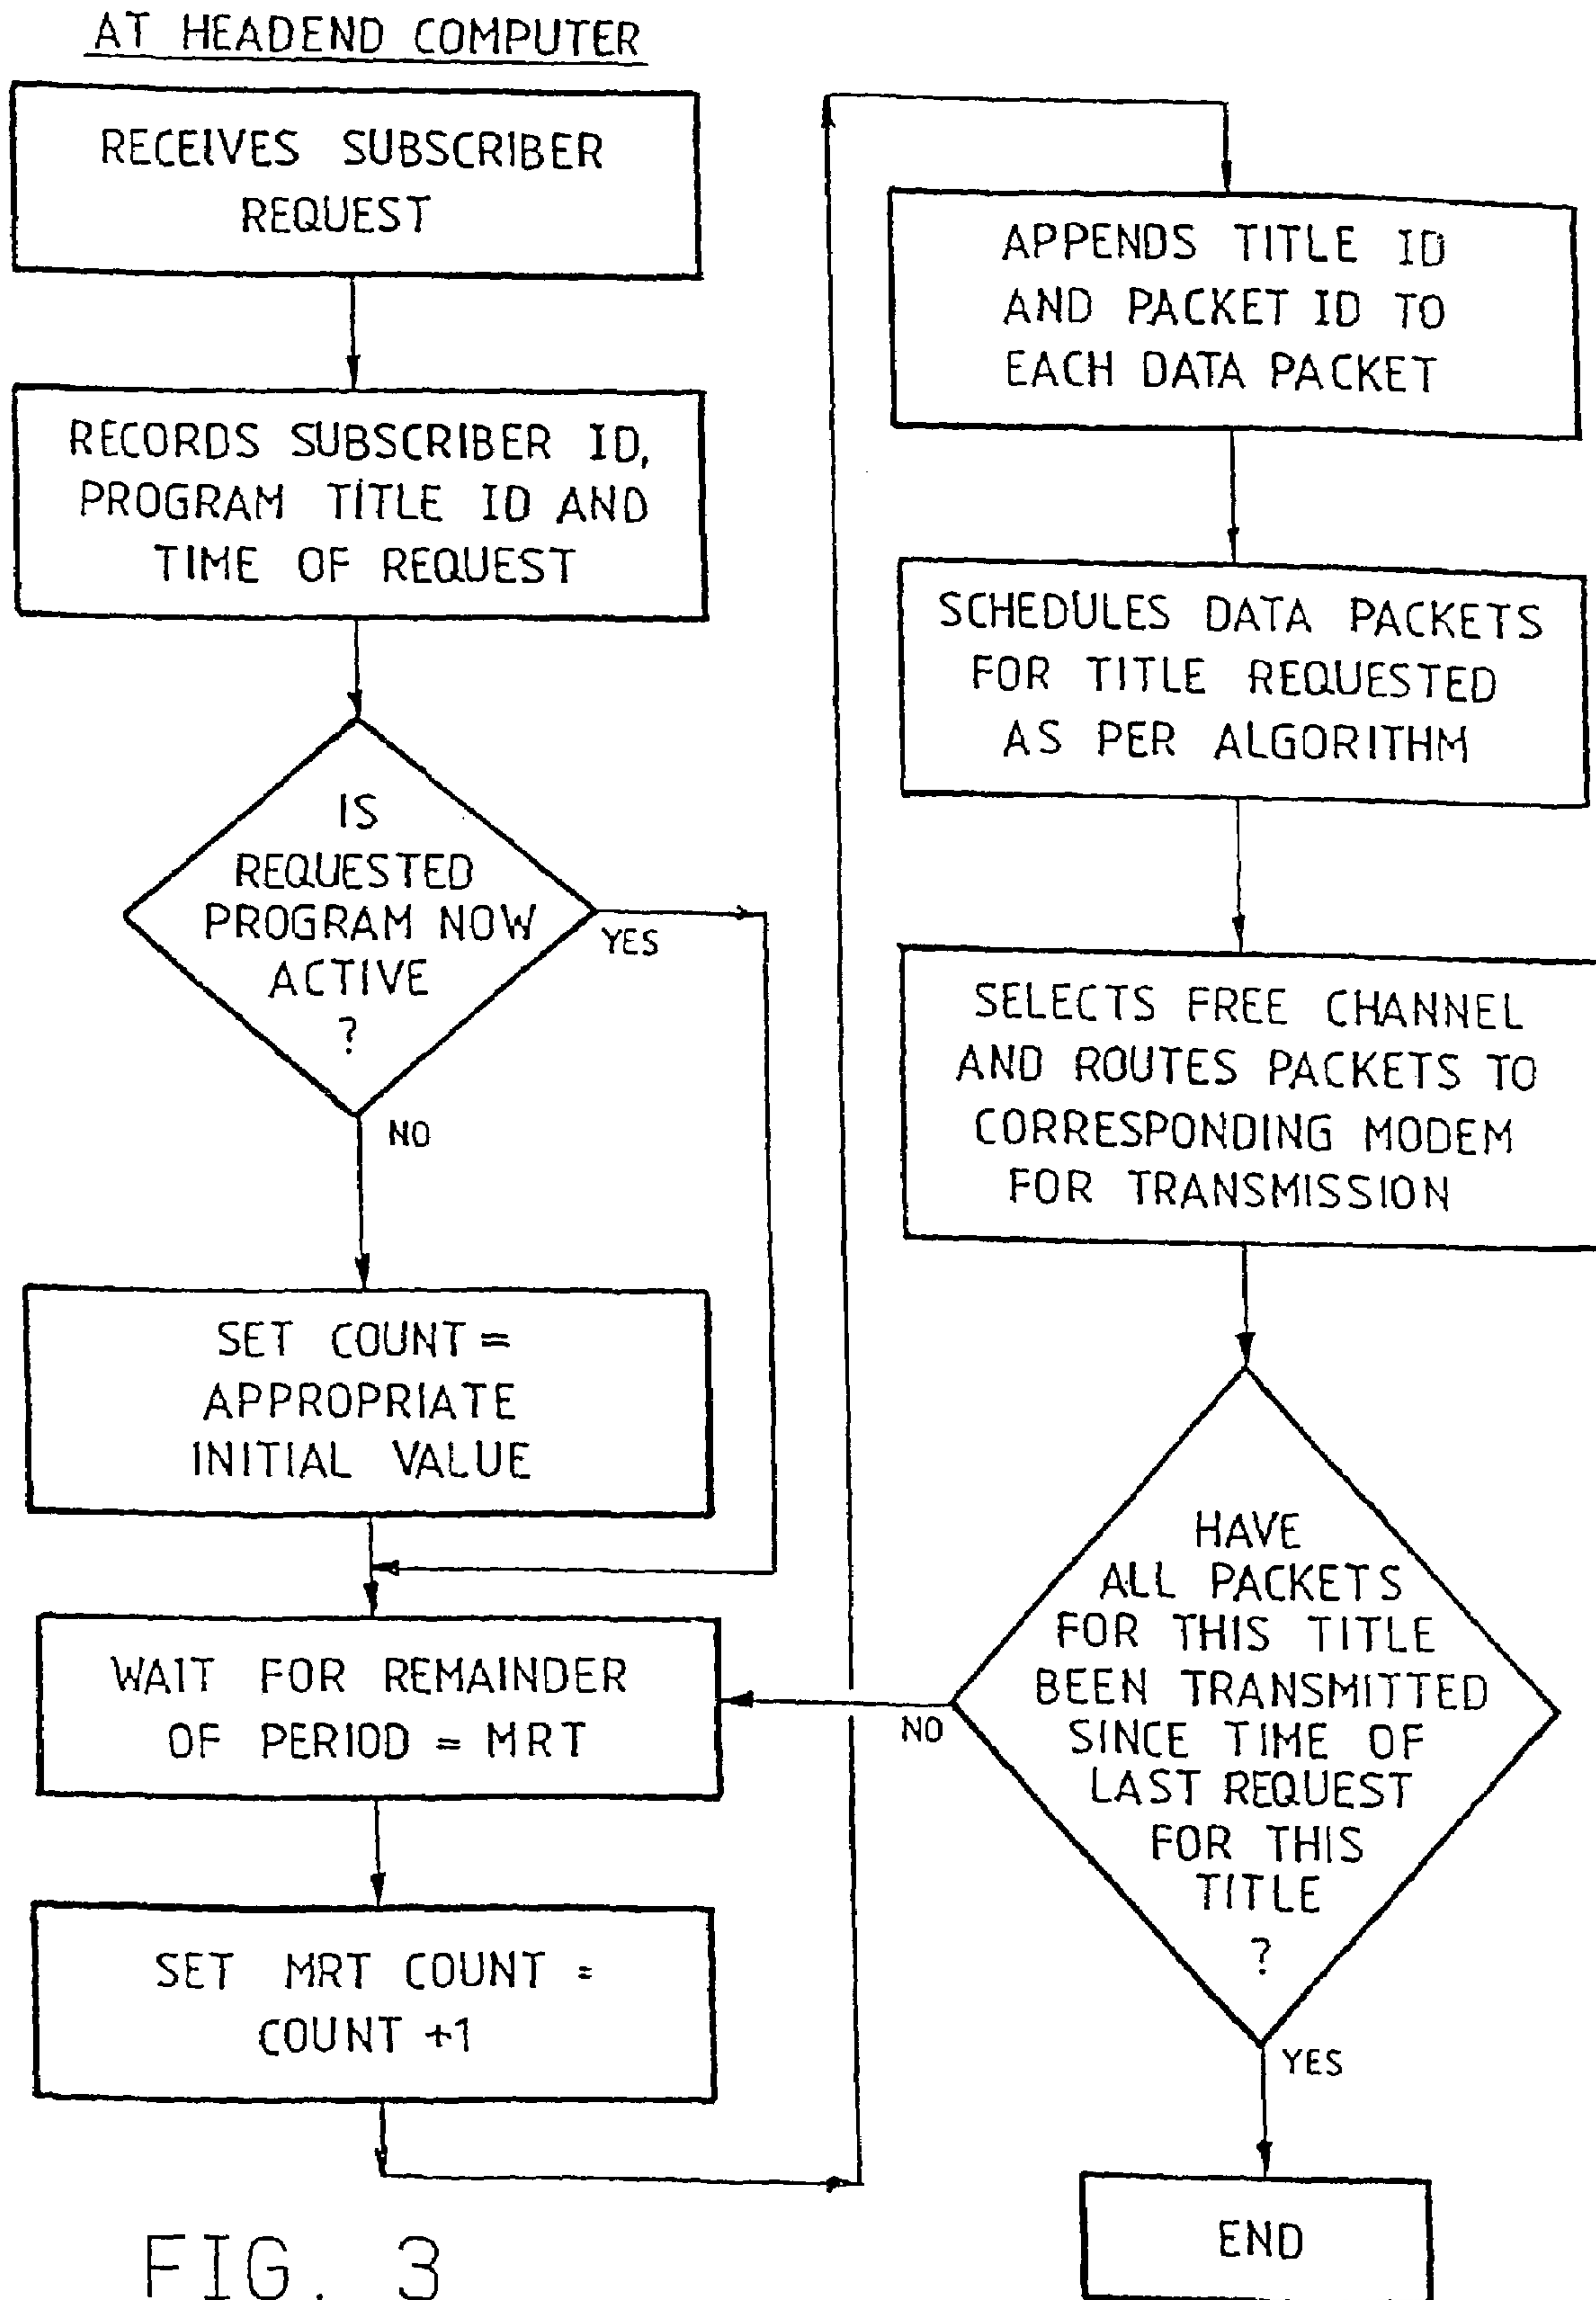 AT HEADEND COMPUTER
RECEIVES SUBSCRIBER
REQUEST
RECORDS SUBSCRIBER ID,
PROGRAM TITLE ID AND
TIME OF REQUEST
IS
REQUESTED
PROGRAM NOW
ACTIVE
?
YES
NO
SET COUNT =
APPROPRIATE
INITIAL VALUE
WAIT FOR REMAINDER
OF PERIOD = MRT
SET MRT COUNT =
COUNT +1
APPENDS TITLE ID
AND PACKET ID TO
EACH DATA PACKET
SCHEDULES DATA PACKETS
FOR TITLE REQUESTED
AS PER ALGORITHM
SELECTS FREE CHANNEL
AND ROUTES PACKETS TO
CORRESPONDING MODEM
FOR TRANSMISSION
HAVE
ALL PACKETS
FOR THIS TITLE
BEEN TRANSMITTED
SINCE TIME OF
LAST REQUEST
FOR THIS
TITLE
?
NO
YES
END
FIG. 3